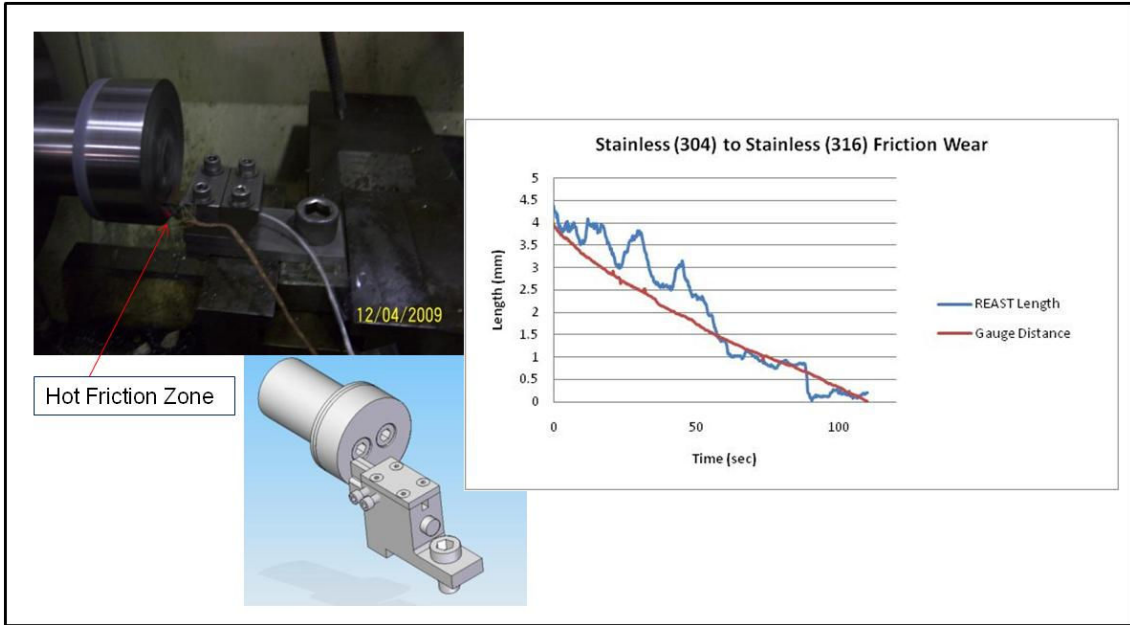 12/04/2009
Hot Friction Zone
Stainless (304) to Stainless (316) Friction Wear
Length (mm)
5
4.5
4
3.5
3
2.5
2
1.5
1
0.5
0
0
50
100
Time (sec)
REAST Length
Gauge Distance